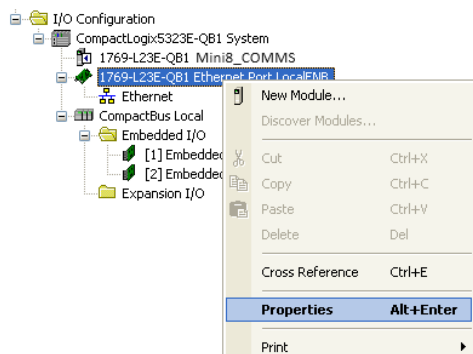 I/O Configuration
CompactLogix5323E-QB1 System
1769-L23E-QB1 Mini8_COMMS
1769-L23E-QB1 Ethernet Port LocalENB
Ethernet
CompactBus Local
Embedded I/O
[1] Embedded
[2] Embedded
Expansion I/O
New Module...
Discover Modules...
Cut Ctrl+X
Copy Ctrl+C
Paste Ctrl+V
Delete Del
Cross Reference Ctrl+E
Properties Alt+Enter
Print